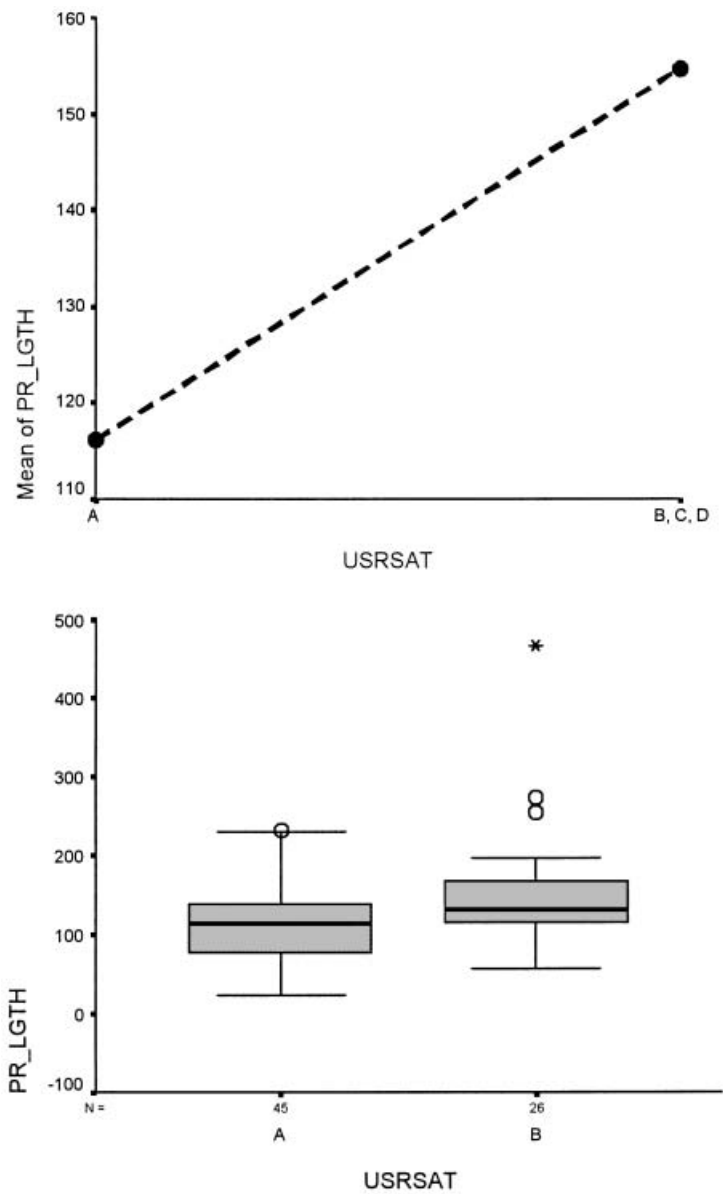 160
150
140
130
120
110
Mean of PR_LGTH
A
B, C, D
USRSAT
500
400
300
200
100
0
-100
PR_LGTH
N =
45
26
A
B
USRSAT